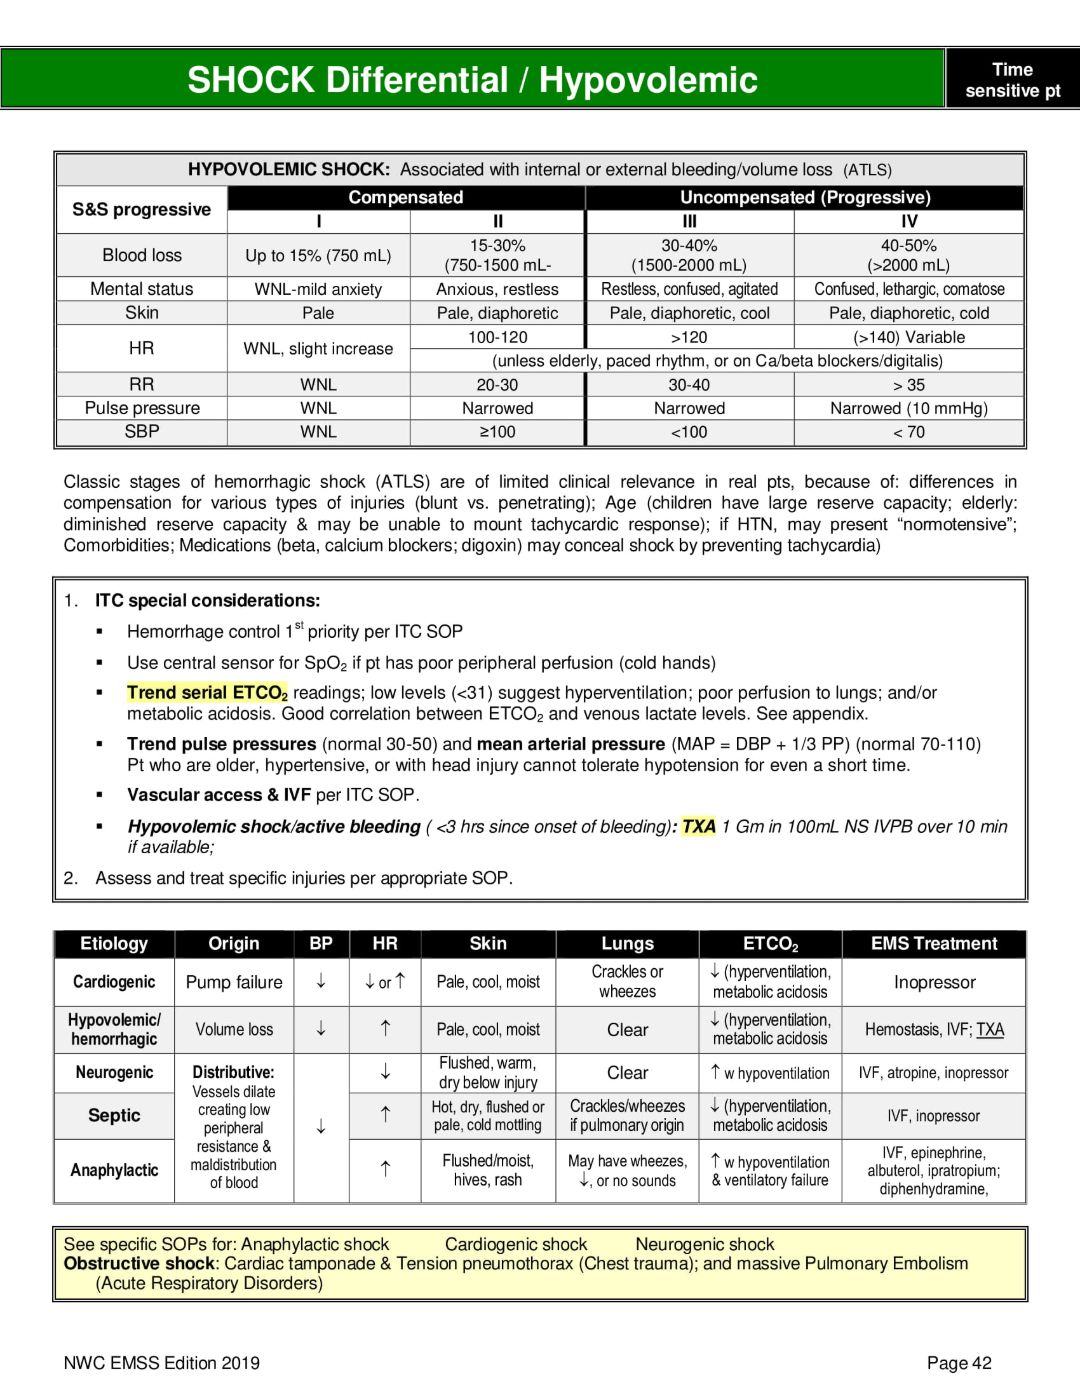 SHOCK Differential / Hypovolemic
Time
sensitive pt
HYPOVOLEMIC SHOCK: Associated with internal or external bleeding/volume loss (ATLS)
S&S progressive
Compensated
Uncompensated (Progressive)
I
II
III
IV
Blood loss
Up to 15% (750 mL)
15-30%
(750-1500 mL-
30-40%
(1500-2000 mL)
40-50%
(>2000 mL)
Mental status
WNL-mild anxiety
Anxious, restless
Restless, confused, agitated
Confused, lethargic, comatose
Skin
Pale
Pale, diaphoretic
Pale, diaphoretic, cool
Pale, diaphoretic, cold
HR
WNL, slight increase
100-120
>120
(>140) Variable
(unless elderly, paced rhythm, or on Ca/beta blockers/digitalis)
RR
WNL
20-30
30-40
> 35
Pulse pressure
WNL
Narrowed
Narrowed
Narrowed (10 mmHg)
SBP
WNL
≥100
<100
< 70
Classic stages of hemorrhagic shock (ATLS) are of limited clinical relevance in real pts, because of: differences in
compensation for various types of injuries (blunt vs. penetrating); Age (children have large reserve capacity; elderly:
diminished reserve capacity & may be unable to mount tachycardic response); if HTN, may present “normotensive”;
Comorbidities; Medications (beta, calcium blockers; digoxin) may conceal shock by preventing tachycardia)
1. ITC special considerations:
▪ Hemorrhage control 1st priority per ITC SOP
▪ Use central sensor for SpO2 if pt has poor peripheral perfusion (cold hands)
▪ Trend serial ETCO2 readings; low levels (<31) suggest hyperventilation; poor perfusion to lungs; and/or
metabolic acidosis. Good correlation between ETCO2 and venous lactate levels. See appendix.
▪ Trend pulse pressures (normal 30-50) and mean arterial pressure (MAP = DBP + 1/3 PP) (normal 70-110)
Pt who are older, hypertensive, or with head injury cannot tolerate hypotension for even a short time.
▪ Vascular access & IVF per ITC SOP.
▪ Hypovolemic shock/active bleeding ( <3 hrs since onset of bleeding): TXA 1 Gm in 100mL NS IVPB over 10 min
if available;
2. Assess and treat specific injuries per appropriate SOP.
Etiology
Origin
BP
HR
Skin
Lungs
ETCO2
EMS Treatment
Cardiogenic
Pump failure
↓
↓ or ↑
Pale, cool, moist
Crackles or
wheezes
↓ (hyperventilation,
metabolic acidosis
Inopressor
Hypovolemic/
hemorrhagic
Volume loss
↓
↑
Pale, cool, moist
Clear
↓ (hyperventilation,
metabolic acidosis
Hemostasis, IVF; TXA
Neurogenic
Distributive:
Vessels dilate
creating low
peripheral
resistance &
maldistribution
of blood
↓
↓
Flushed, warm,
dry below injury
Clear
↑ w hypoventilation
IVF, atropine, inopressor
Septic
↑
Hot, dry, flushed or
pale, cold mottling
Crackles/wheezes
if pulmonary origin
↓ (hyperventilation,
metabolic acidosis
IVF, inopressor
Anaphylactic
↑
Flushed/moist,
hives, rash
May have wheezes,
↓, or no sounds
↑ w hypoventilation
& ventilatory failure
IVF, epinephrine,
albuterol, ipratropium;
diphenhydramine,
See specific SOPs for: Anaphylactic shock Cardiogenic shock Neurogenic shock
Obstructive shock: Cardiac tamponade & Tension pneumothorax (Chest trauma); and massive Pulmonary Embolism
(Acute Respiratory Disorders)
NWC EMSS Edition 2019
Page 42